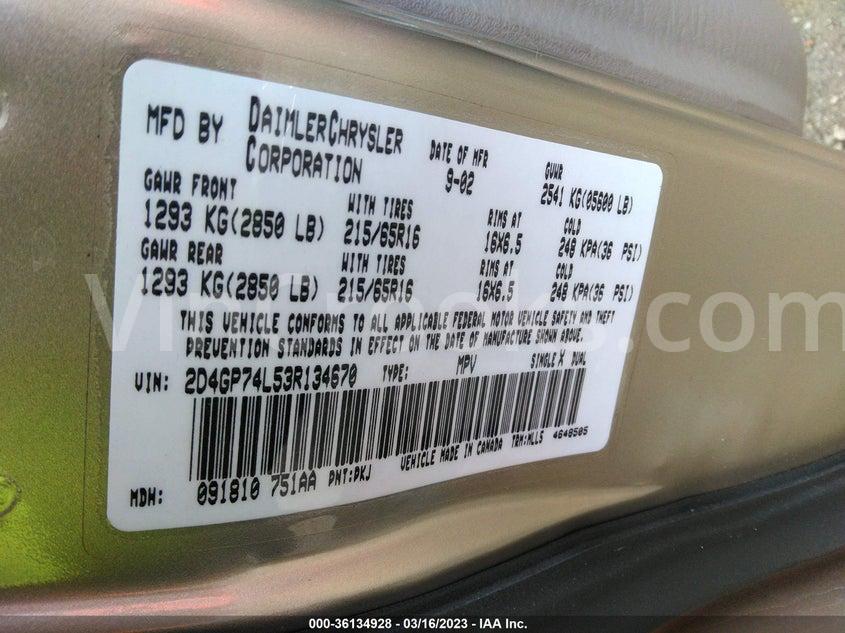 MFD BY DAIMLERCHRYSLER CORPORATION
DATE OF MFR 9-02
GVWR 2541 KG(05600 LB)
GAWR FRONT WITH TIRES RIMS AT COLD
1293 KG(2850 LB) 215/65R16 16X6.5 248 KPA(36 PSI)
GAWR REAR WITH TIRES RIMS AT COLD
1293 KG(2850 LB) 215/65R16 16X6.5 248 KPA(36 PSI)
THIS VEHICLE CONFORMS TO ALL APPLICABLE FEDERAL MOTOR VEHICLE SAFETY AND THEFT
PREVENTION STANDARDS IN EFFECT ON THE DATE OF MANUFACTURE SHOWN ABOVE.
VIN: 2D4GP74L53R134670 TYPE: MPV SINGLE X DUAL
MDH: 091810 751AA PNT:PKJ VEHICLE MADE IN CANADA TRM:MLL5 4648505
000-36134928 - 03/16/2023 - IAA Inc.